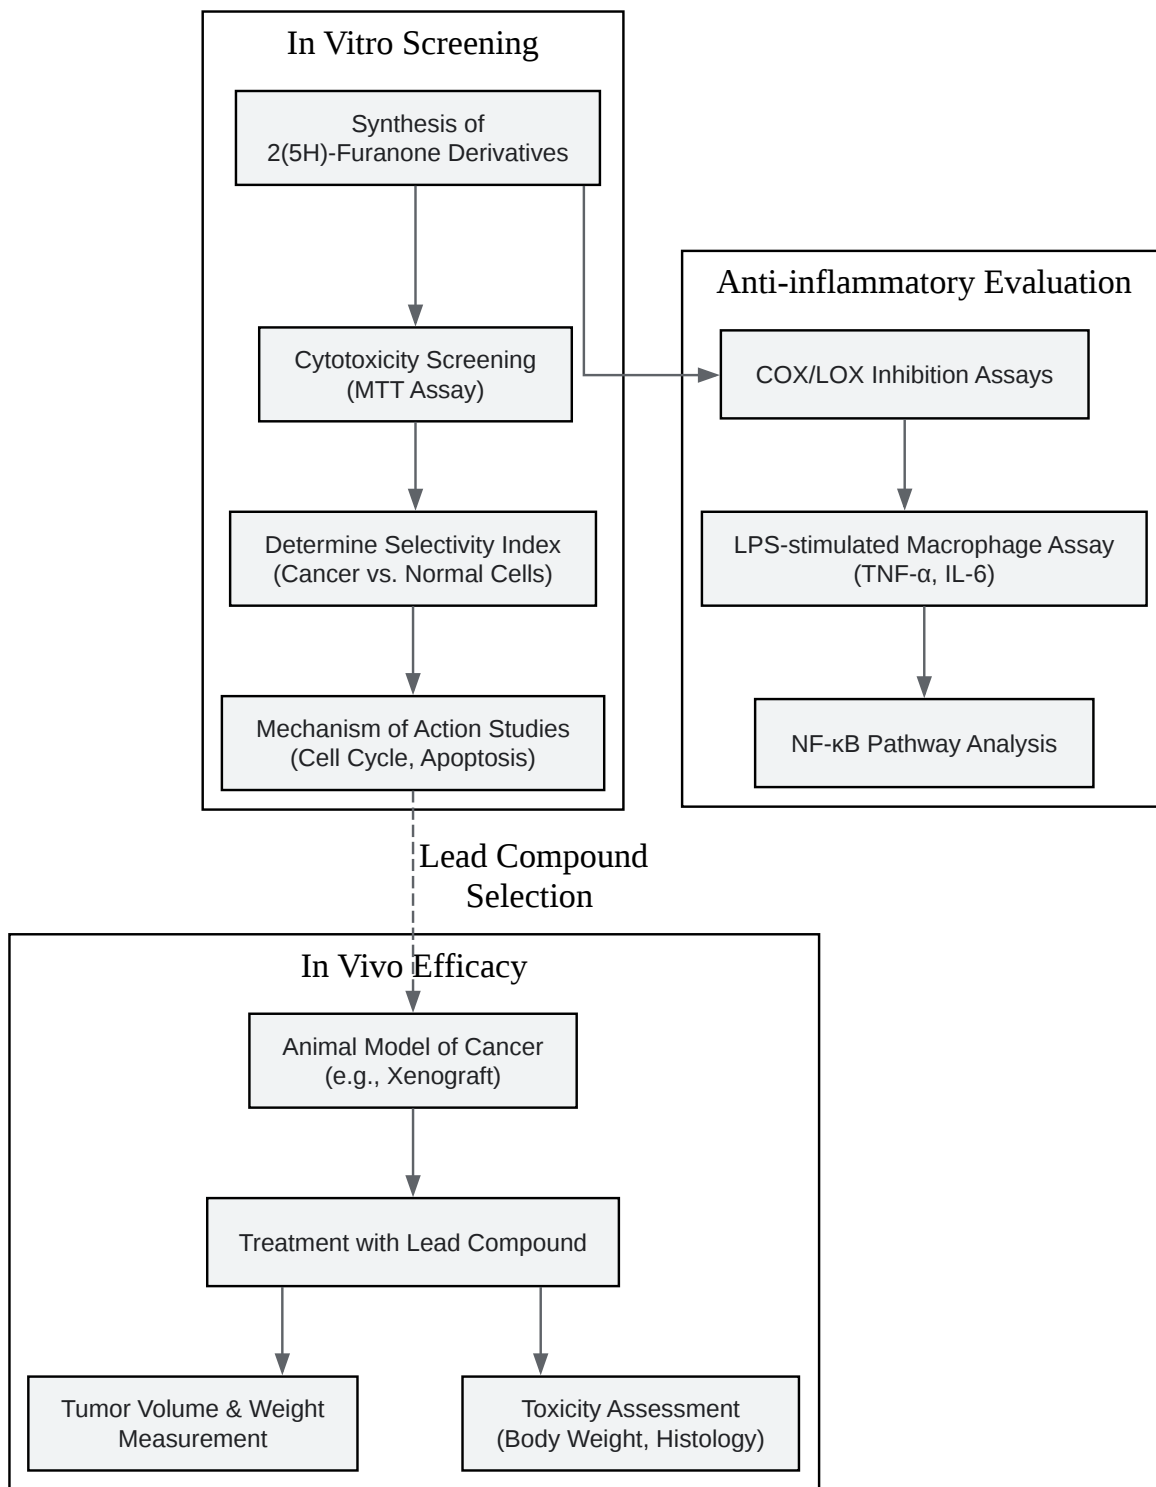 In Vitro Screening
Synthesis of
2(5H)-Furanone Derivatives
Cytotoxicity Screening
(MTT Assay)
Determine Selectivity Index
(Cancer vs. Normal Cells)
Mechanism of Action Studies
(Cell Cycle, Apoptosis)
Anti-inflammatory Evaluation
COX/LOX Inhibition Assays
LPS-stimulated Macrophage Assay
(TNF-α, IL-6)
NF-κB Pathway Analysis
Lead Compound
Selection
In Vivo Efficacy
Animal Model of Cancer
(e.g., Xenograft)
Treatment with Lead Compound
Tumor Volume & Weight
Measurement
Toxicity Assessment
(Body Weight, Histology)